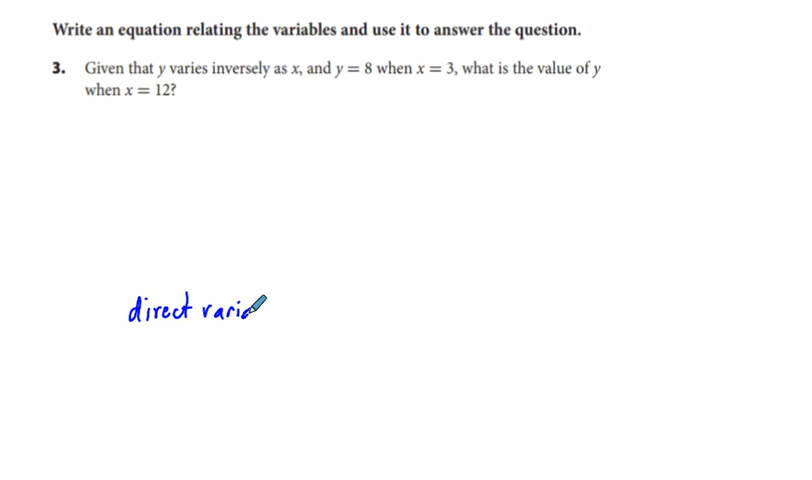 Write an equation relating the variables and use it to answer the question.
3. Given that y varies inversely as x, and y = 8 when x = 3, what is the value of y
when x = 12?
direct varia